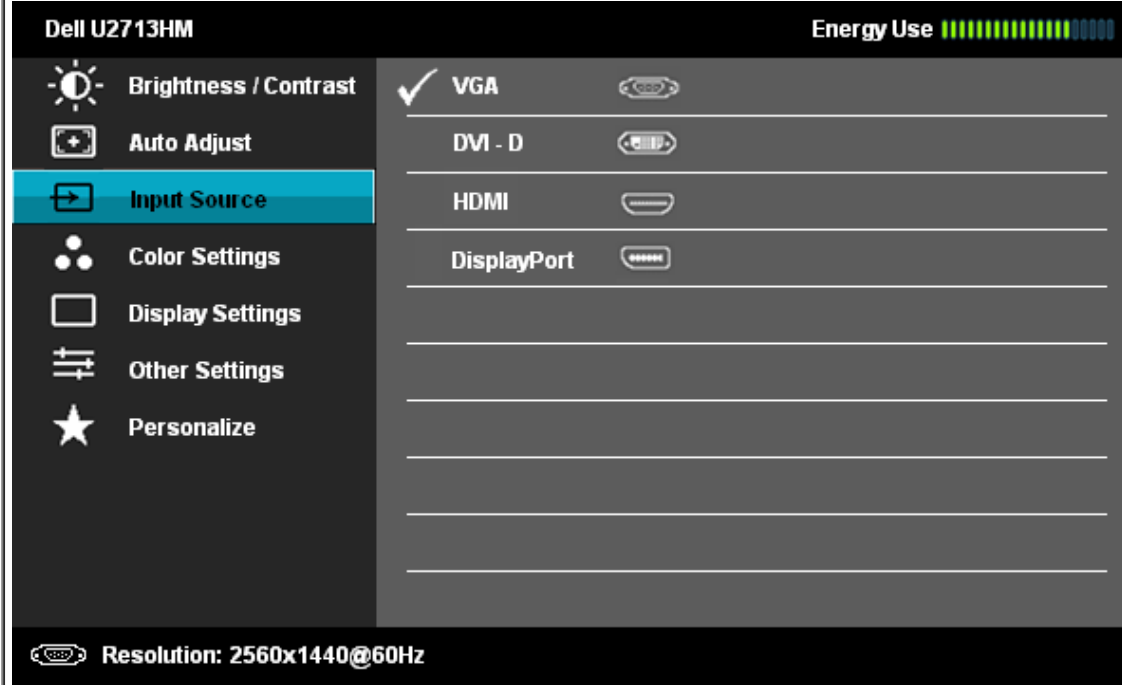 Dell U2713HM
Energy Use
Brightness / Contrast
Auto Adjust
Input Source
Color Settings
Display Settings
Other Settings
Personalize
VGA
DVI - D
HDMI
DisplayPort
Resolution: 2560x1440@60Hz